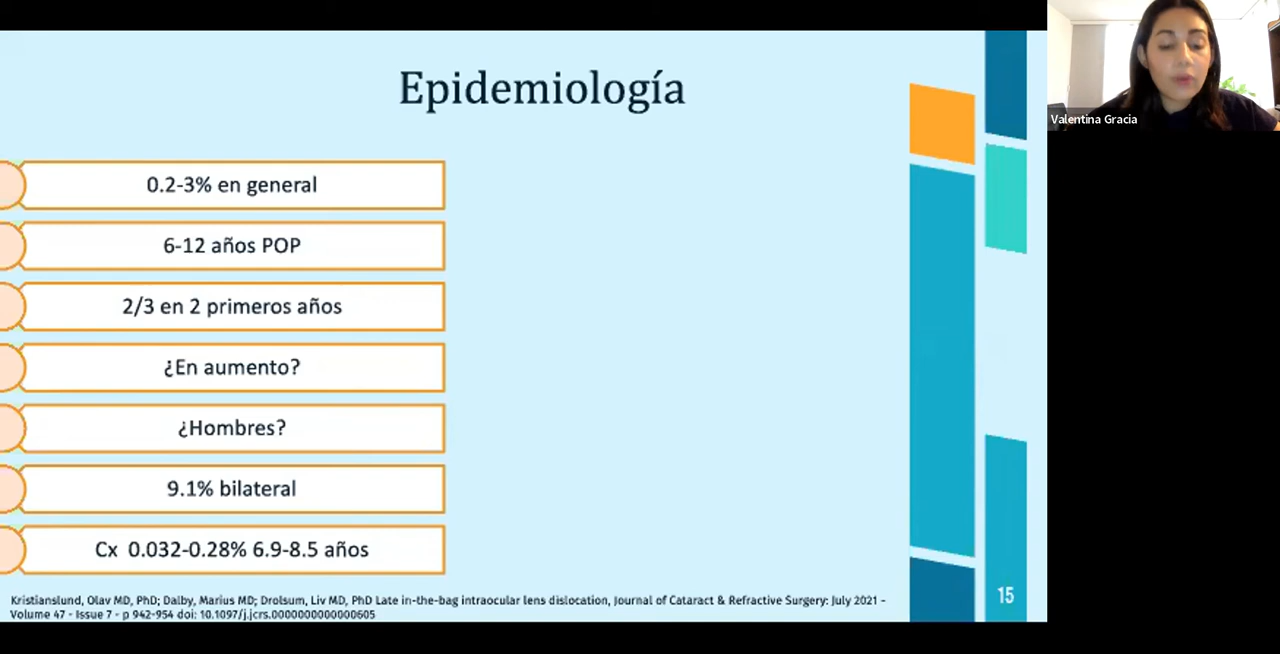 Epidemiología
0.2-3% en general
6-12 años POP
2/3 en 2 primeros años
¿En aumento?
¿Hombres?
9.1% bilateral
Cx 0.032-0.28% 6.9-8.5 años
Kristianslund, Olav MD, PhD; Dalby, Marius MD; Drolsum, Liv MD, PhD Late in-the-bag intraocular lens dislocation, Journal of Cataract & Refractive Surgery: July 2021 -
Volume 47 - Issue 7 - p 942-954 doi: 10.1097/j.jcrs.0000000000000605
15
Valentina Gracia